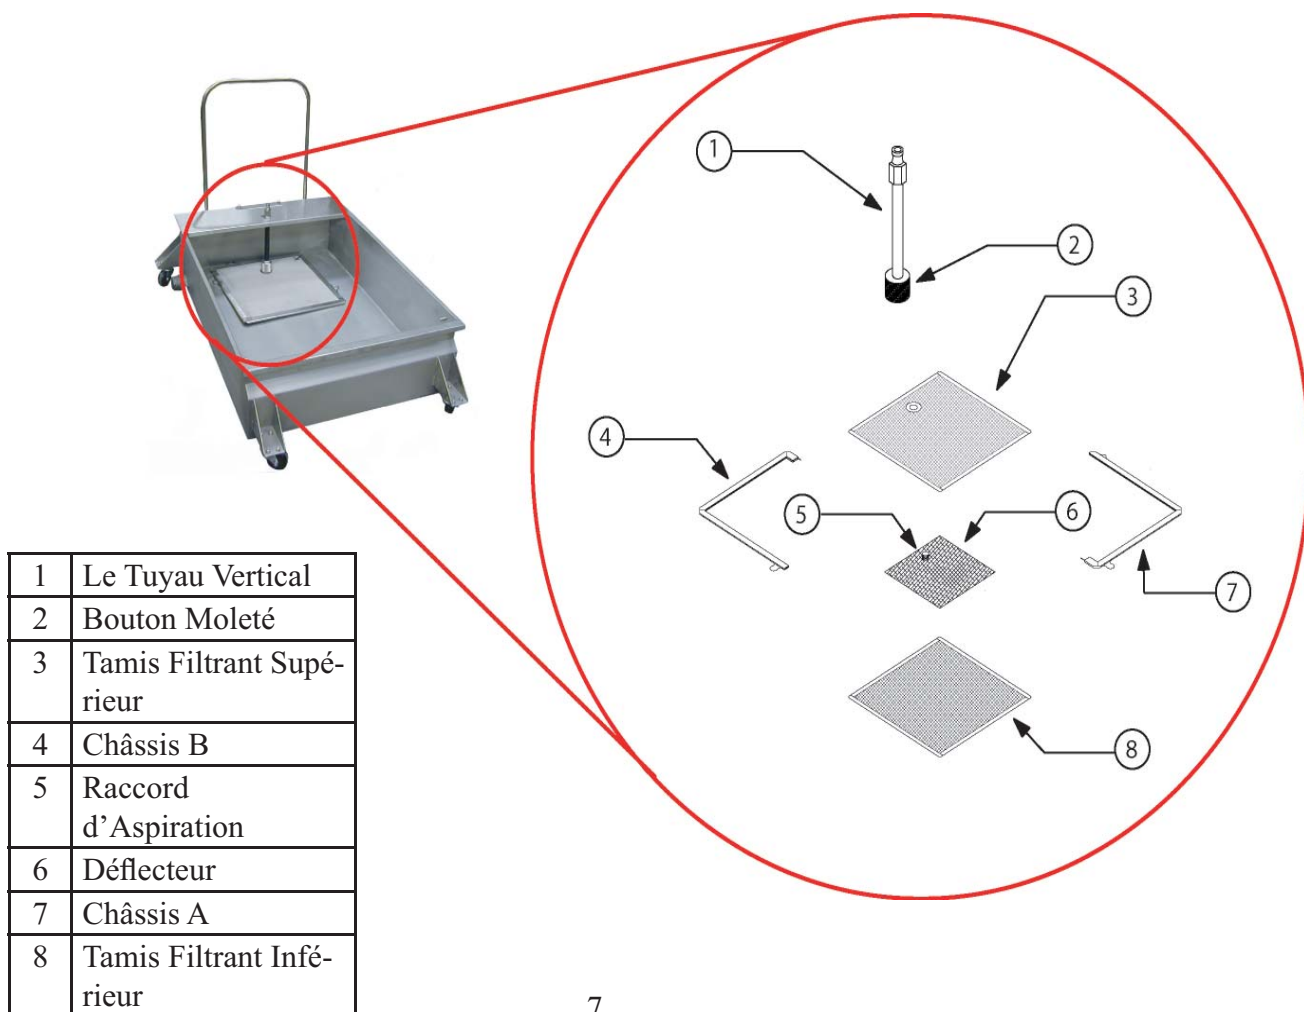 1
2
3
4
5
6
7
8
1 Le Tuyau Vertical
2 Bouton Moleté
3 Tamis Filtrant Supé-
rieur
4 Châssis B
5 Raccord
d’Aspiration
6 Déflecteur
7 Châssis A
8 Tamis Filtrant Infé-
rieur
7